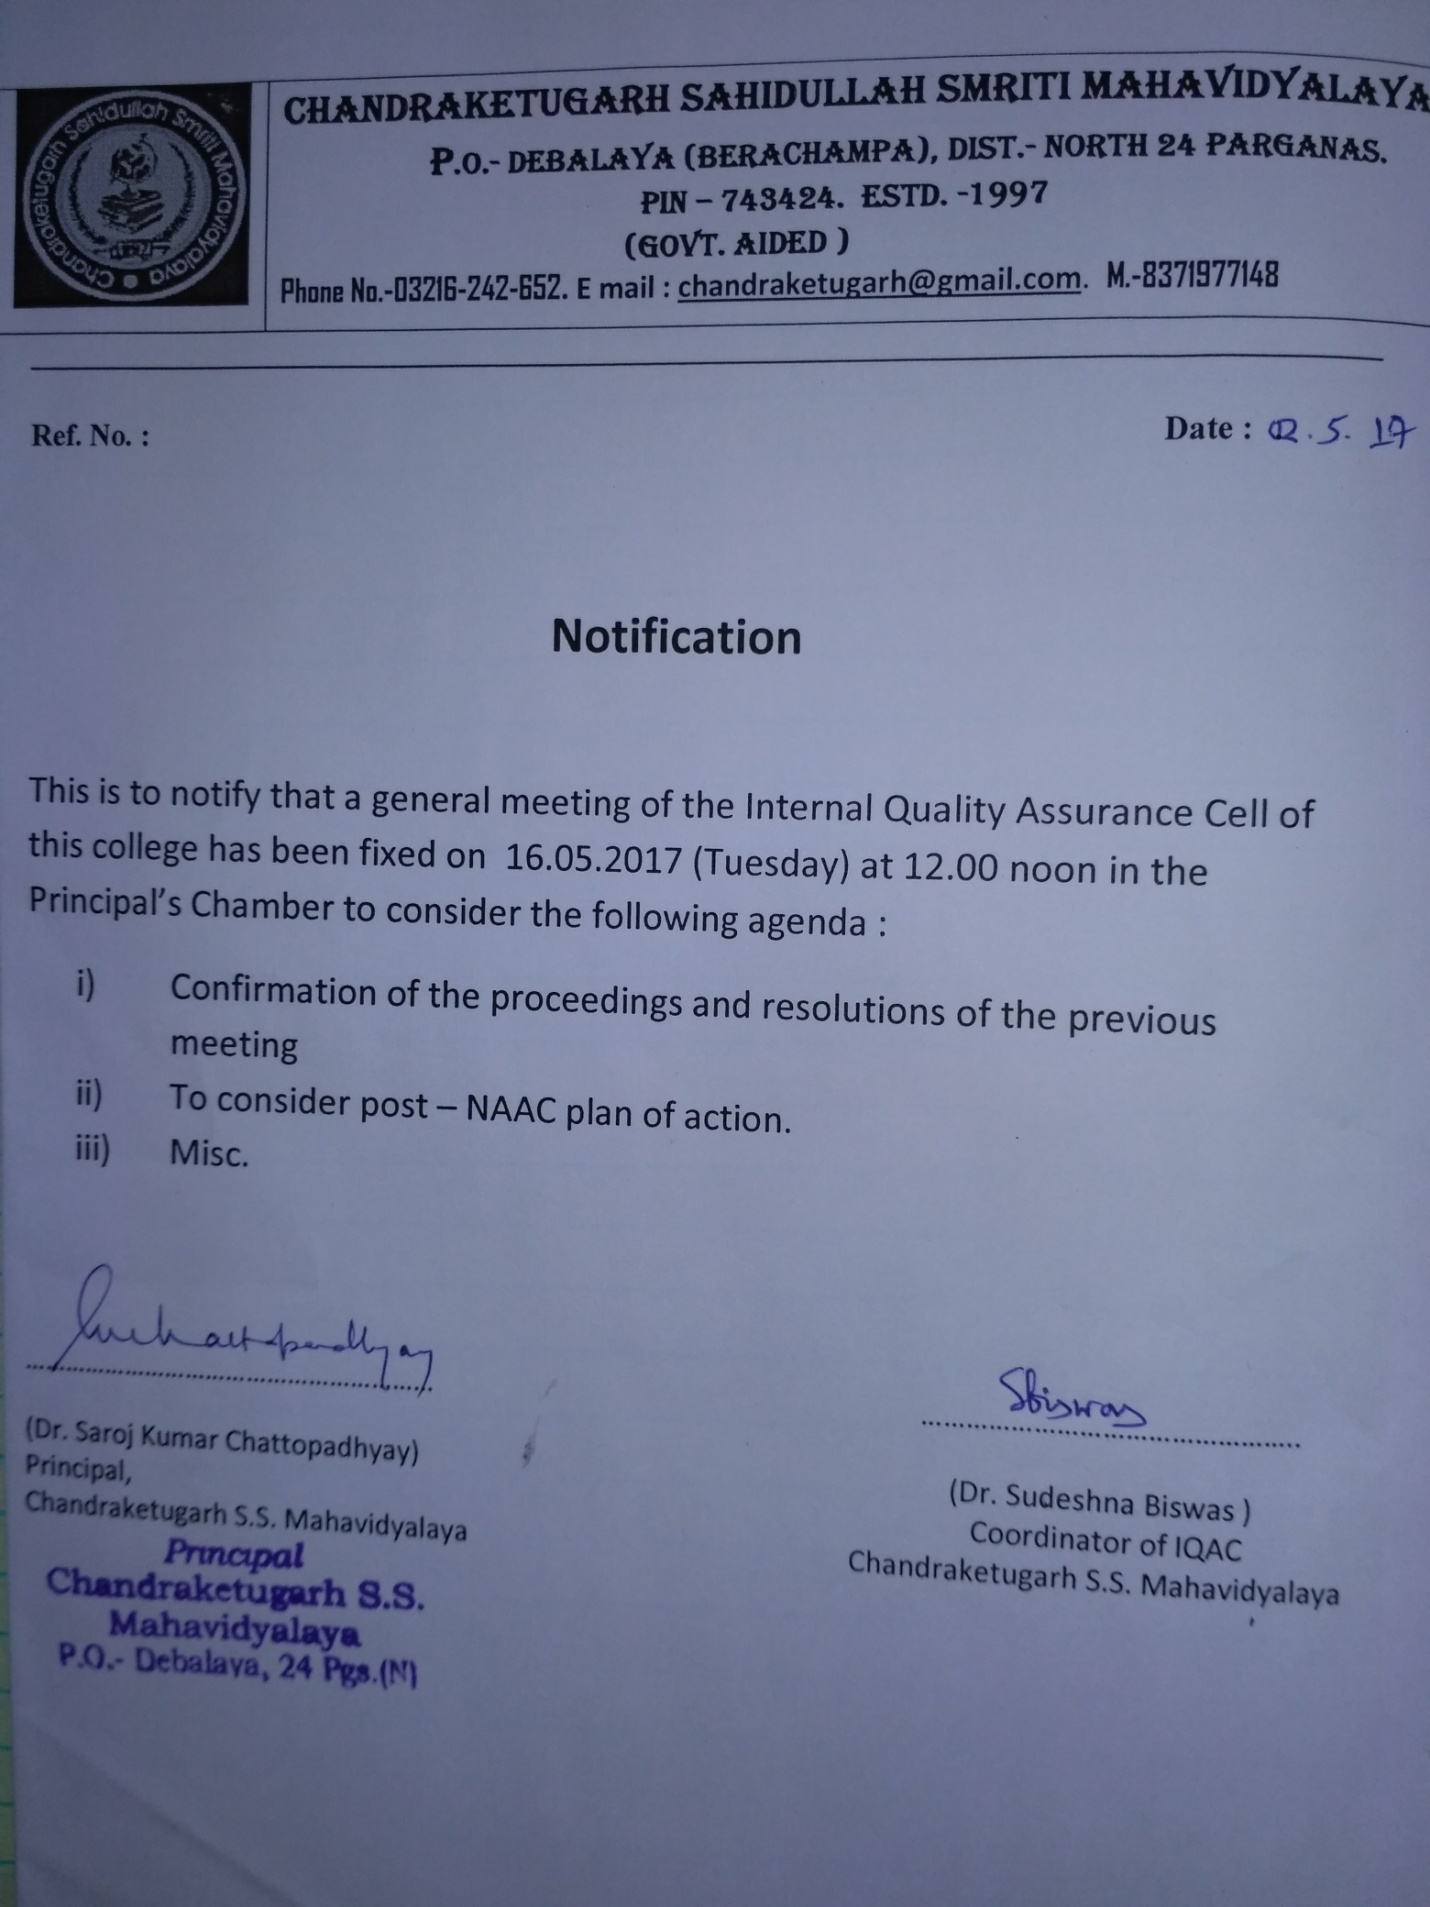 Chandraketugarh Sahidullah Smriti Mahavidyalaya
CHANDRAKETUGARH SAHIDULLAH SMRITI MAHAVIDYALAYA
P.O.- DEBALAYA (BERACHAMPA), DIST.- NORTH 24 PARGANAS.
PIN – 743424. ESTD. -1997
(GOVT. AIDED )
Phone No.-03216-242-652. E mail : chandraketugarh@gmail.com. M.-8371977148
Ref. No. :
Date : 02.5.17
Notification
This is to notify that a general meeting of the Internal Quality Assurance Cell of
this college has been fixed on 16.05.2017 (Tuesday) at 12.00 noon in the
Principal's Chamber to consider the following agenda :
i) Confirmation of the proceedings and resolutions of the previous
meeting
ii) To consider post – NAAC plan of action.
iii) Misc.
Sbiswas
(Dr. Saroj Kumar Chattopadhyay)
Principal,
Chandraketugarh S.S. Mahavidyalaya
Principal
Chandraketugarh S.S.
Mahavidyalaya
P.O.- Debalaya, 24 Pgs.(N)
(Dr. Sudeshna Biswas )
Coordinator of IQAC
Chandraketugarh S.S. Mahavidyalaya